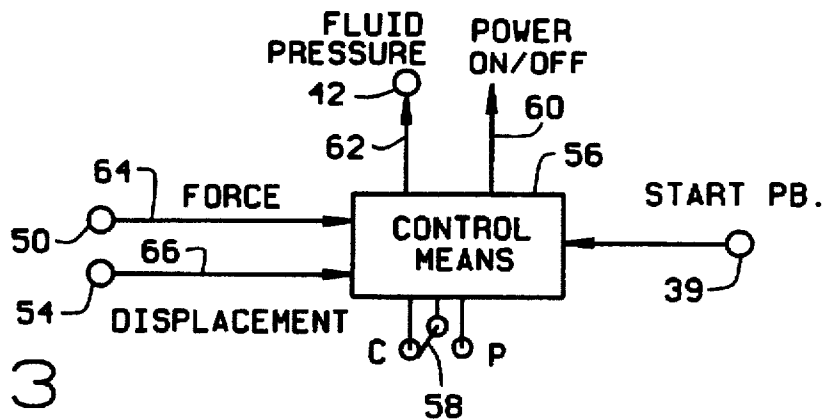 FLUID
PRESSURE
POWER
ON/OFF
42
60
62
56
64
FORCE
START PB.
50
CONTROL
MEANS
66
54
39
DISPLACEMENT
C
P
58
3